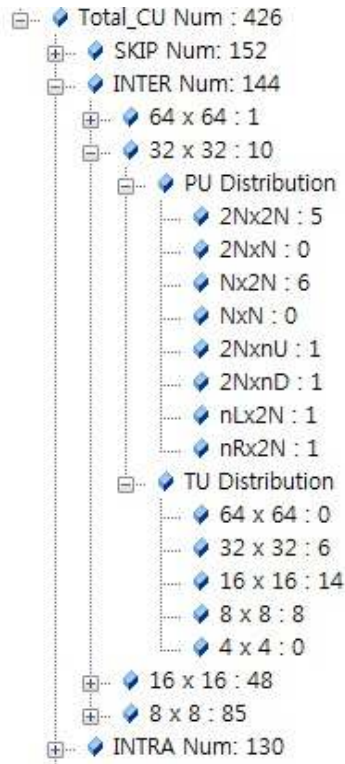 Total_CU Num : 426
SKIP Num: 152
INTER Num: 144
64 x 64 : 1
32 x 32 : 10
PU Distribution
2Nx2N : 5
2NxN : 0
Nx2N : 6
NxN : 0
2NxnU : 1
2NxnD : 1
nLx2N : 1
nRx2N : 1
TU Distribution
64 x 64 : 0
32 x 32 : 6
16 x 16 : 14
8 x 8 : 8
4 x 4 : 0
16 x 16 : 48
8 x 8 : 85
INTRA Num: 130